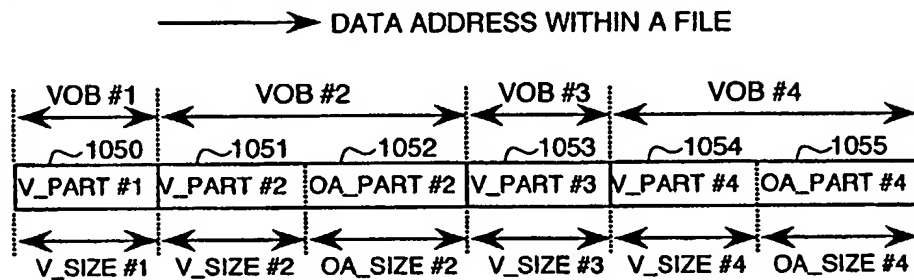 DATA ADDRESS WITHIN A FILE
VOB #1 VOB #2 VOB #3 VOB #4
1050 1051 1052 1053 1054 1055
V_PART #1 V_PART #2 OA_PART #2 V_PART #3 V_PART #4 OA_PART #4
V_SIZE #1 V_SIZE #2 OA_SIZE #2 V_SIZE #3 V_SIZE #4 OA_SIZE #4